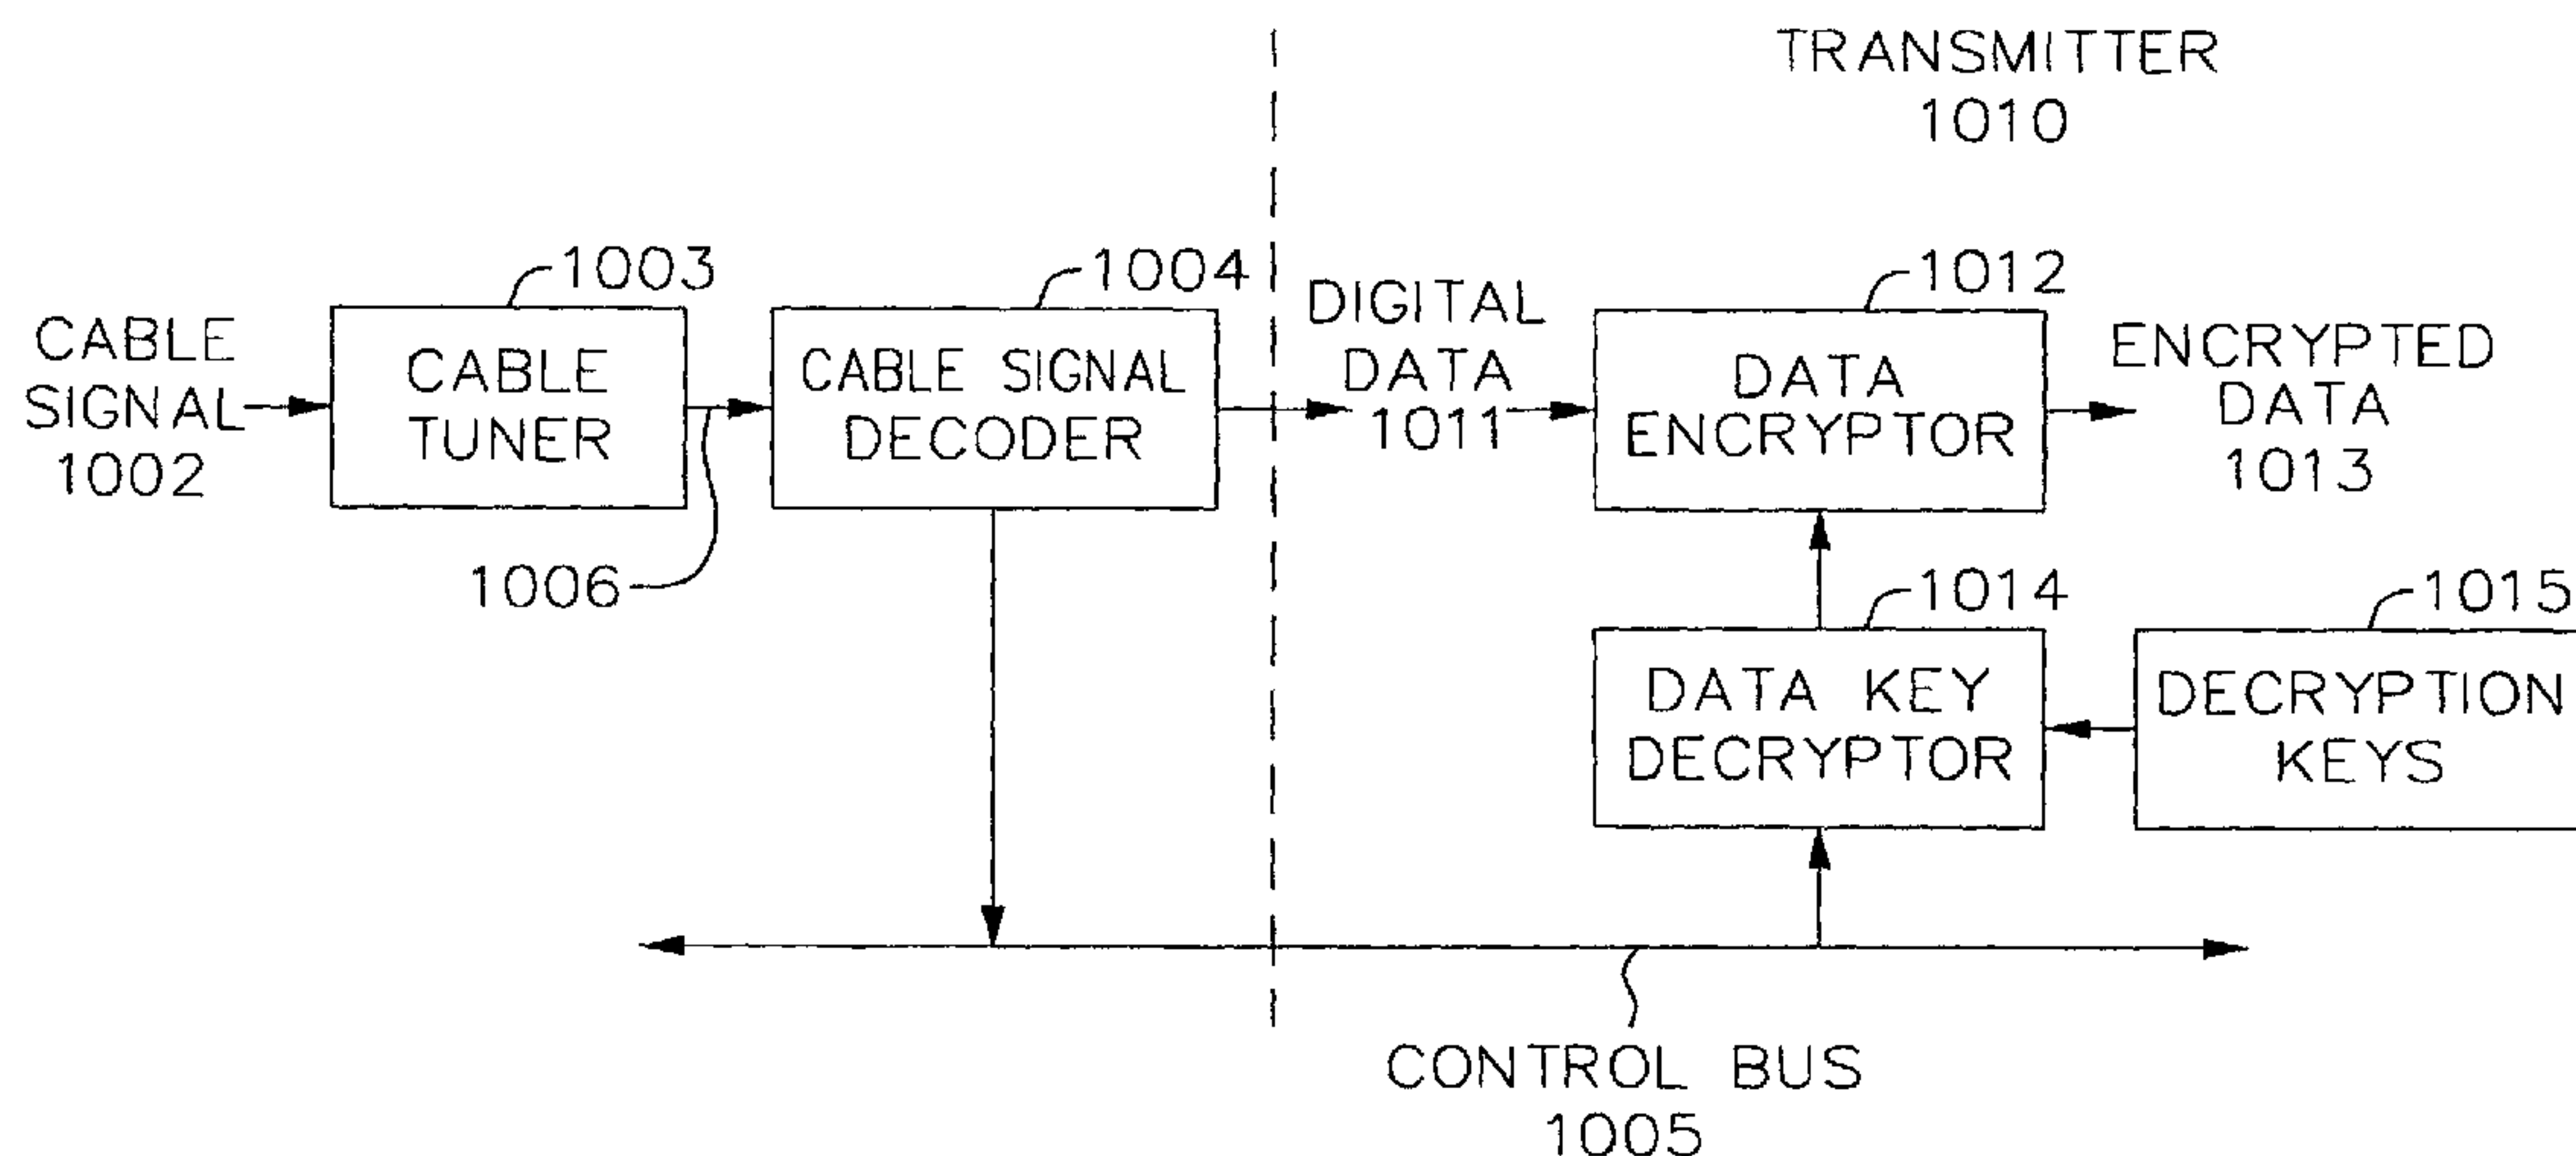 TRANSMITTER
1010
1003
1004
1012
CABLE
SIGNAL
1002
CABLE
TUNER
CABLE SIGNAL
DECODER
DIGITAL
DATA
1011
DATA
ENCRYPTOR
ENCRYPTED
DATA
1013
1006
1014
1015
DATA KEY
DECRYPTOR
DECRYPTION
KEYS
CONTROL BUS
1005